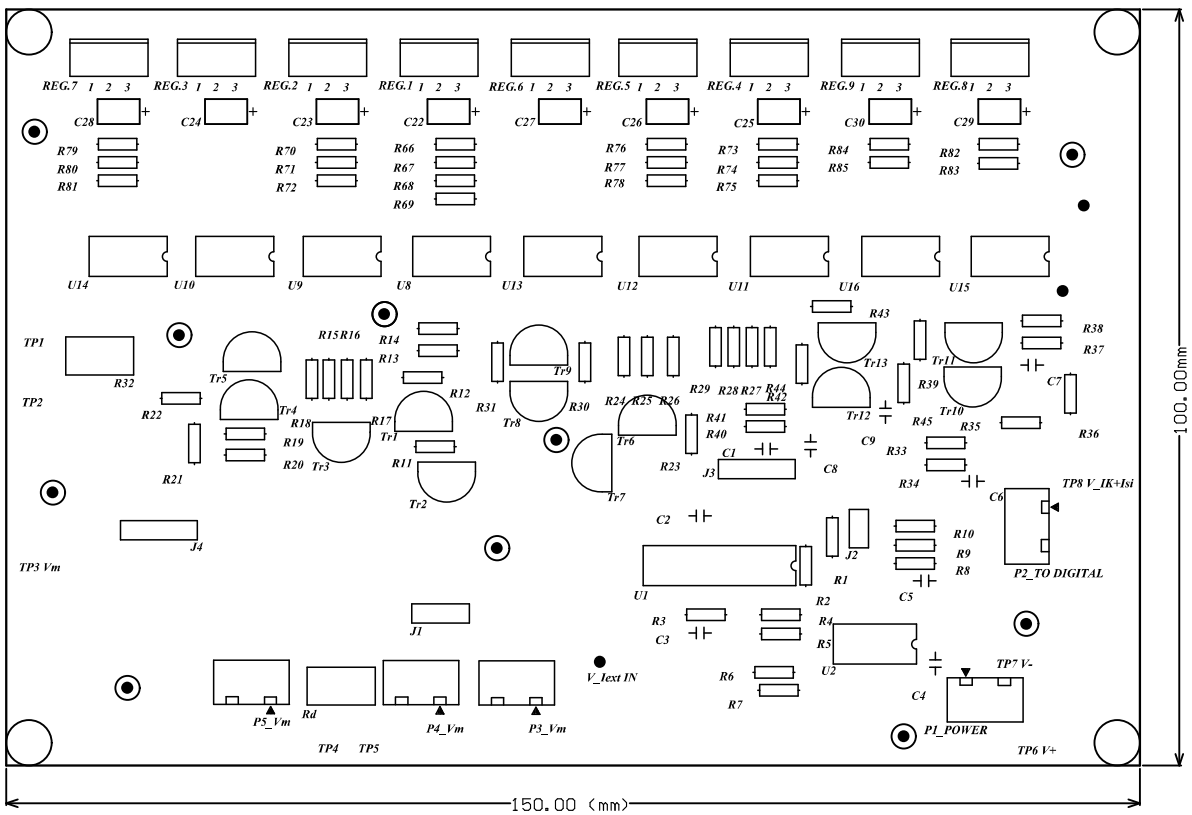 REG.7 1 2 3 REG.3 1 2 3 REG.2 1 2 3 REG.1 1 2 3 REG.6 1 2 3 REG.5 1 2 3 REG.4 1 2 3 REG.9 1 2 3 REG.8 1 2 3
C28 + C24 + C23 + C22 + C27 + C26 + C25 + C30 + C29 +
R79 R70 R66 R76 R73 R84 R82
R80 R71 R67 R77 R74 R85 R83
R81 R72 R68 R78 R75
R69
U14 U10 U9 U8 U13 U12 U11 U16 U15
R43
R15 R16 R14 R38
TP1 R13 R37
Tr5 Tr9 Tr13 Tr11
R32 R12 R29 R28 R27 R44 R39 C7
TP2 R22 Tr4 R31 R30 R24 R25 R26 R42
R18 R17 Tr1 Tr8 R41 Tr12 Tr10
R19 Tr6 R40 C9 R45 R35 R36
R20 Tr3 R11 R23 C1 C8 R33
R21 J3 R34
Tr2 Tr7 C6 TP8 V_IK+Isi
C2
J4 J2 R10
R9
TP3 Vm R1 R8 P2_TO DIGITAL
U1 C5
R2
J1 R3 R4
C3 R5
U2
V_Iext IN R6 TP7 V-
R7 C4
Rd
P5_Vm P4_Vm P3_Vm P1_POWER
TP4 TP5 TP6 V+
100.00mm
150.00 (mm)